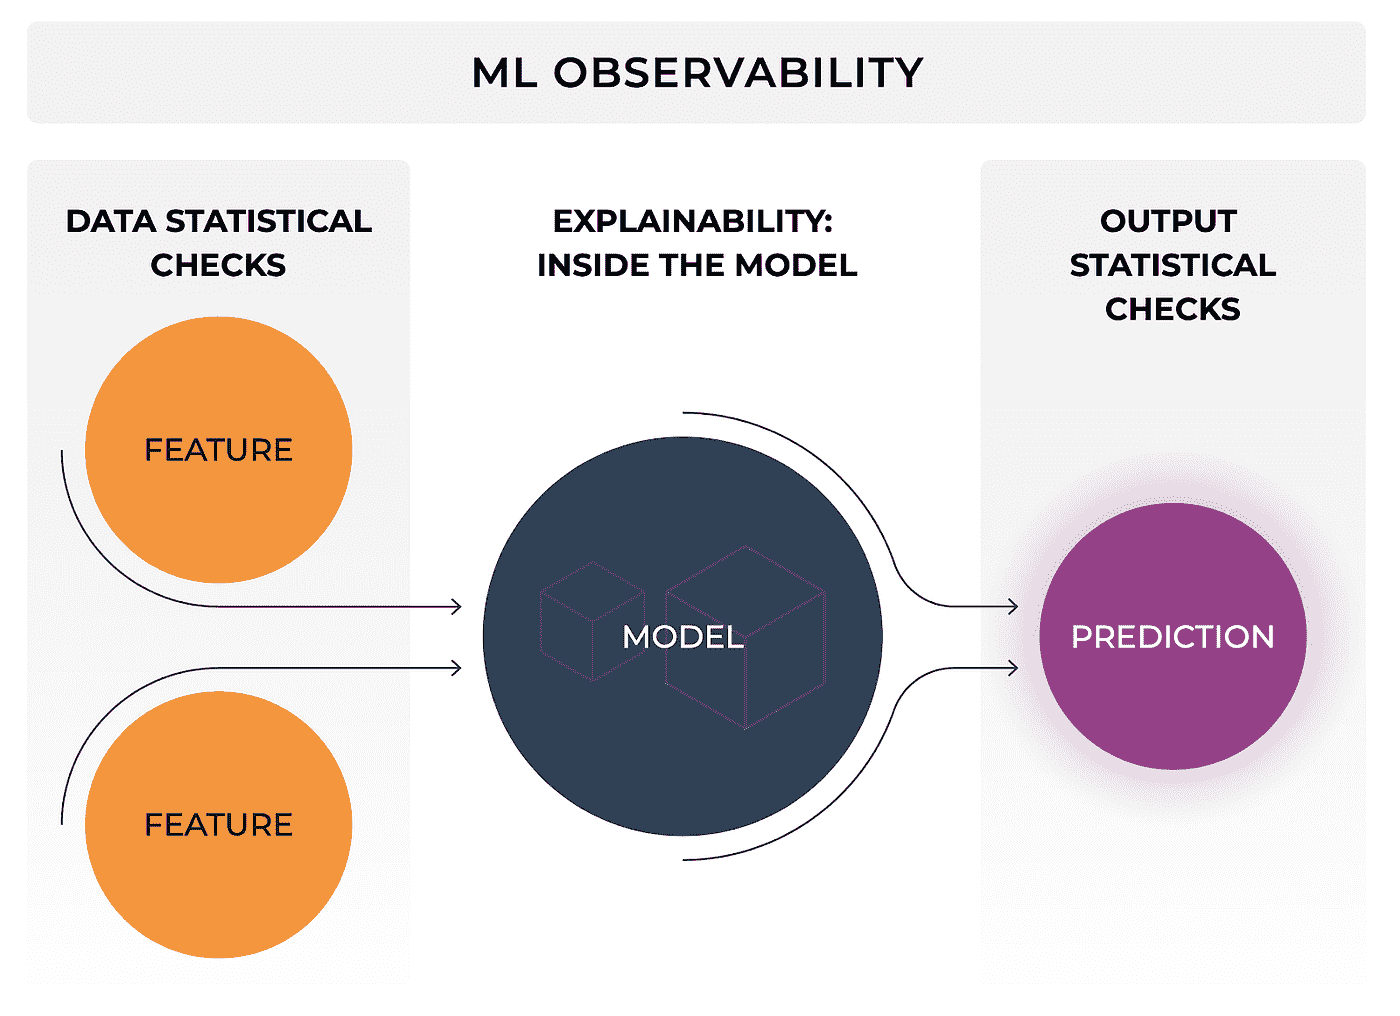 ML OBSERVABILITY
DATA STATISTICAL
CHECKS
FEATURE
FEATURE
EXPLAINABILITY:
INSIDE THE MODEL
MODEL
OUTPUT
STATISTICAL
CHECKS
PREDICTION